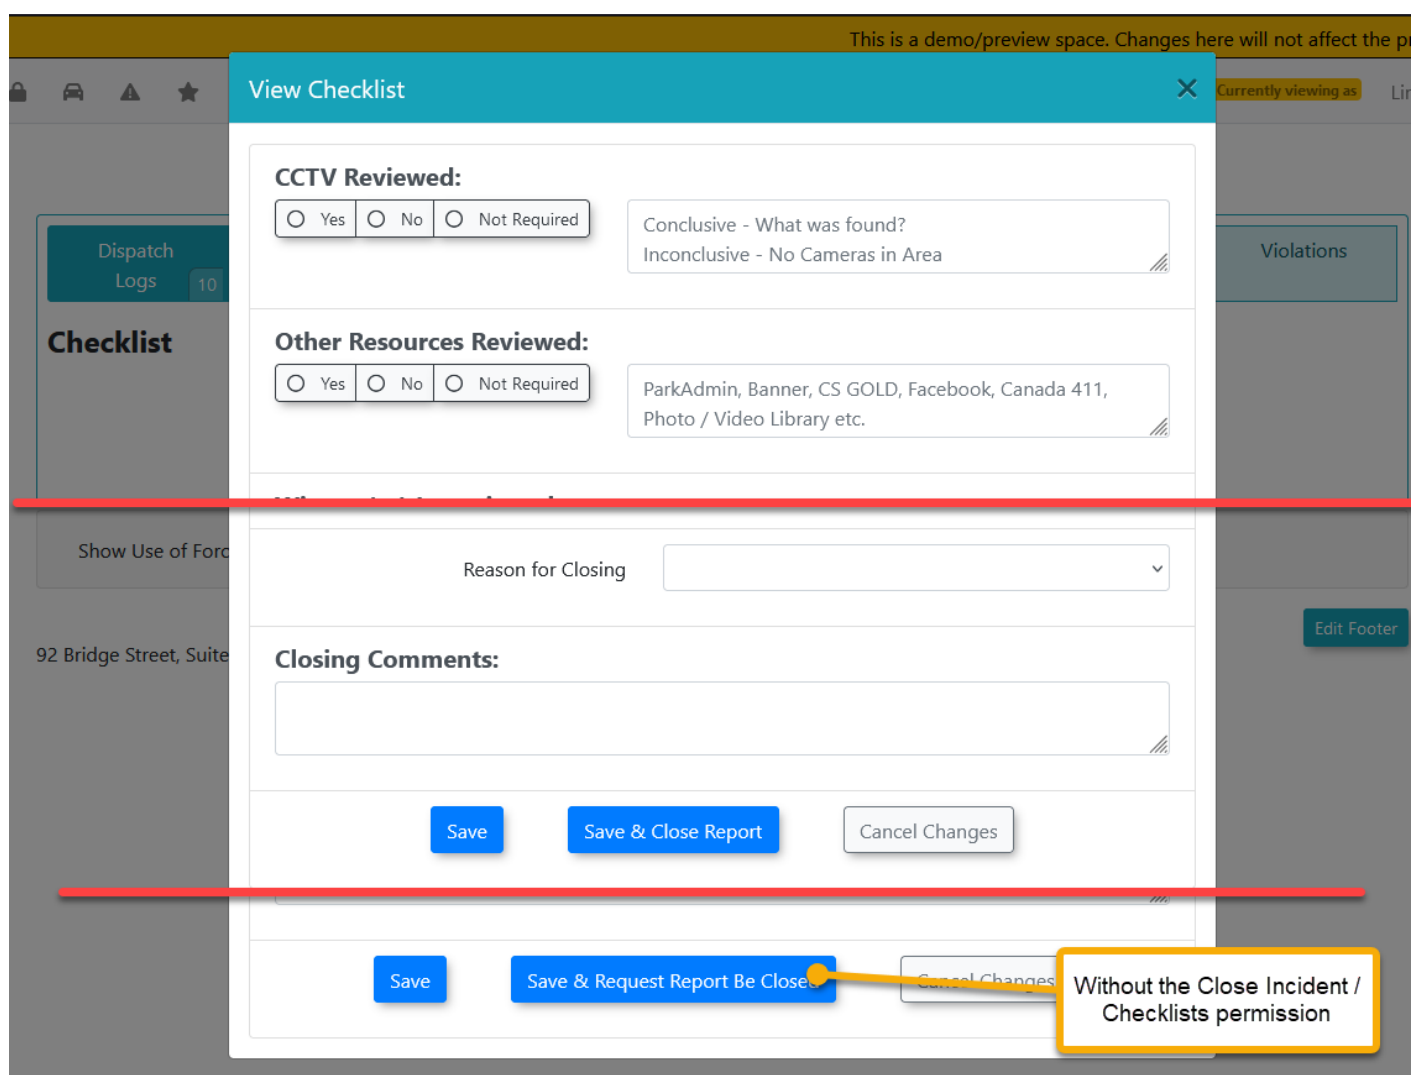 This is a demo/preview space. Changes here will not affect the
View Checklist
Currently viewing as
CCTV Reviewed:
Yes No Not Required
Conclusive - What was found?
Inconclusive - No Cameras in Area
Dispatch
Logs 10
Violations
Checklist
Other Resources Reviewed:
Yes No Not Required
ParkAdmin, Banner, CS GOLD, Facebook, Canada 411,
Photo / Video Library etc.
Show Use of
Reason for Closing
Edit Footer
92 Bridge Street, Suite
Closing Comments:
Save Save & Close Report Cancel Changes
Save Save & Request Report Be Closed Cancel Changes
Without the Close Incident /
Checklists permission